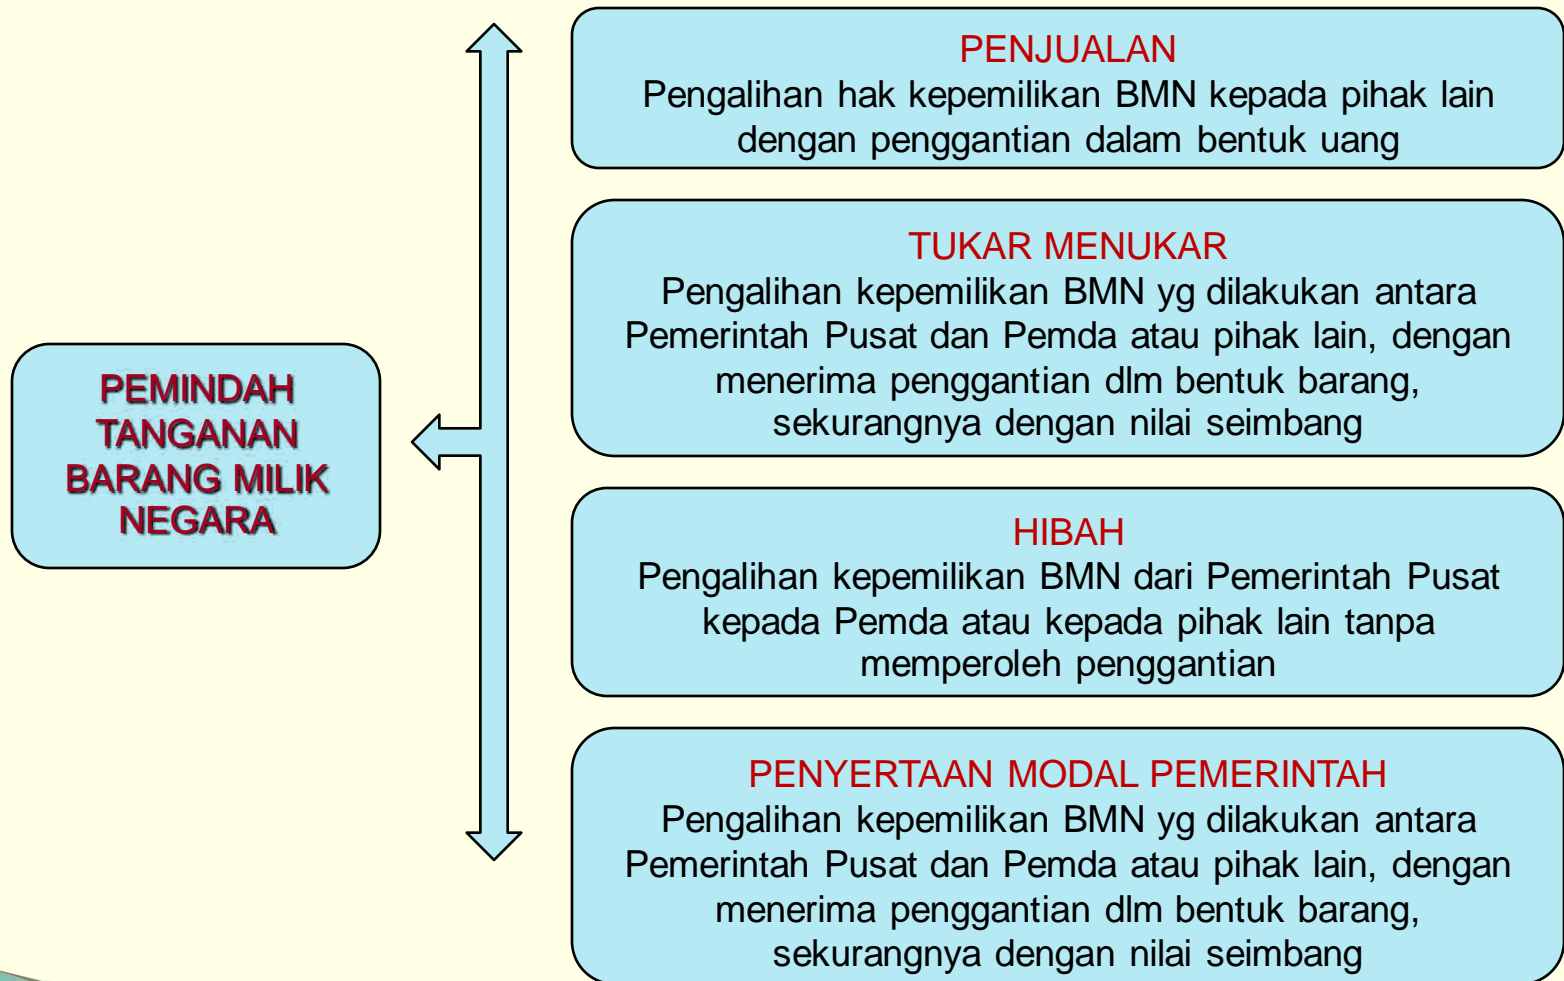 PEMINDAH
TANGANAN
BARANG MILIK
NEGARA
PENJUALAN
Pengalihan hak kepemilikan BMN kepada pihak lain
dengan penggantian dalam bentuk uang
TUKAR MENUKAR
Pengalihan kepemilikan BMN yg dilakukan antara
Pemerintah Pusat dan Pemda atau pihak lain, dengan
menerima penggantian dlm bentuk barang,
sekurangnya dengan nilai seimbang
HIBAH
Pengalihan kepemilikan BMN dari Pemerintah Pusat
kepada Pemda atau kepada pihak lain tanpa
memperoleh penggantian
PENYERTAAN MODAL PEMERINTAH
Pengalihan kepemilikan BMN yg dilakukan antara
Pemerintah Pusat dan Pemda atau pihak lain, dengan
menerima penggantian dlm bentuk barang,
sekurangnya dengan nilai seimbang